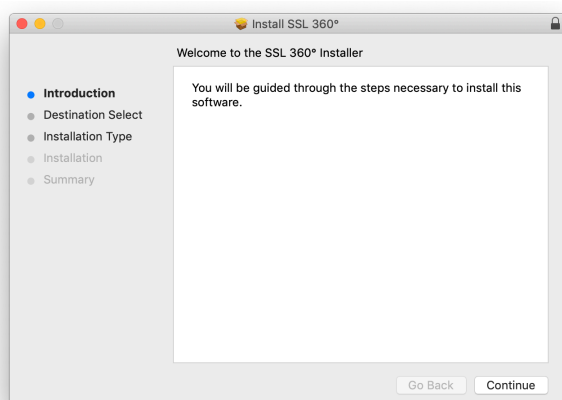 Install SSL 360°
Welcome to the SSL 360° Installer
Introduction
Destination Select
Installation Type
Installation
Summary
You will be guided through the steps necessary to install this
software.
Go Back
Continue